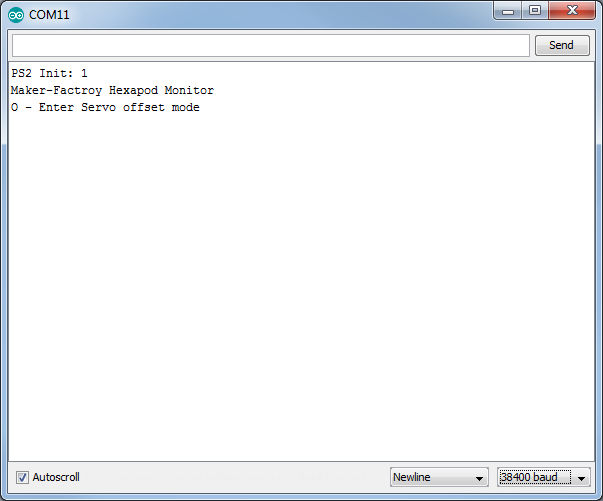 COM11
Send
PS2 Init: 1
Maker-Factroy Hexapod Monitor
O - Enter Servo offset mode
Autoscroll
Newline
38400 baud